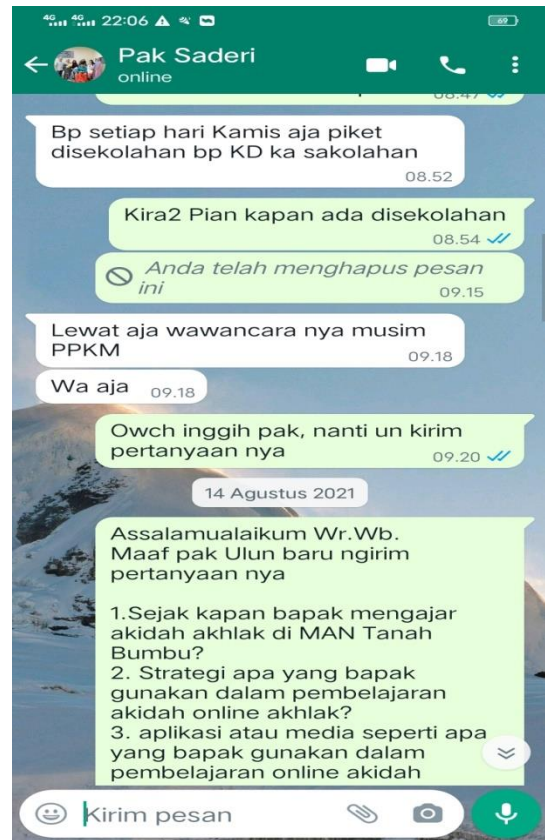 4G 4G 22:06 69
Pak Saderi
online
08.47
Bp setiap hari Kamis aja piket
disekolahan bp KD ka sakolahan
08.52
Kira2 Pian kapan ada disekolahan
08.54
Anda telah menghapus pesan
ini 09.15
Lewat aja wawancara nya musim
PPKM 09.18
Wa aja 09.18
Owch inggih pak, nanti un kirim
pertanyaan nya 09.20
14 Agustus 2021
Assalamualaikum Wr.Wb.
Maaf pak Ulun baru ngirim
pertanyaan nya
1.Sejak kapan bapak mengajar
akidah akhlak di MAN Tanah
Bumbu?
2. Strategi apa yang bapak
gunakan dalam pembelajaran
akidah online akhlak?
3. aplikasi atau media seperti apa
yang bapak gunakan dalam
pembelajaran online akidah
Kirim pesan